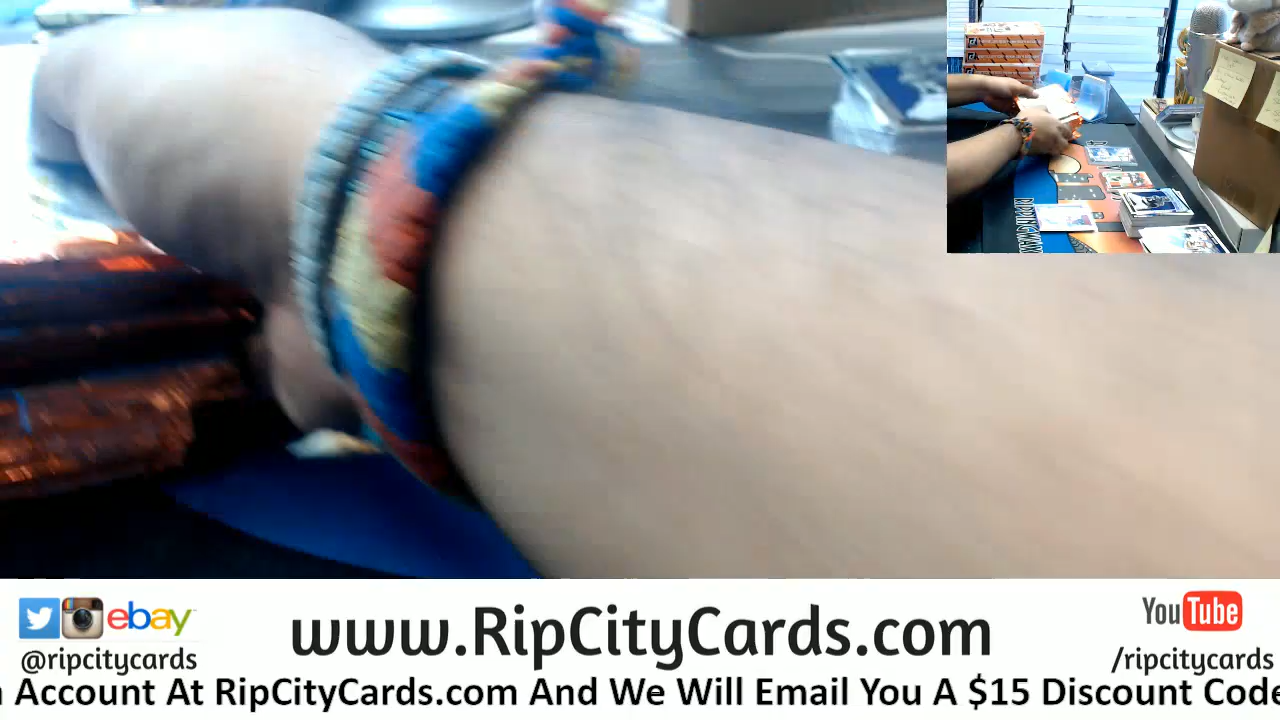 www.RipCityCards.com
ebay
@ripcitycards
YouTube
/ripcitycards
Account At RipCityCards.com And We Will Email You A $15 Discount Code